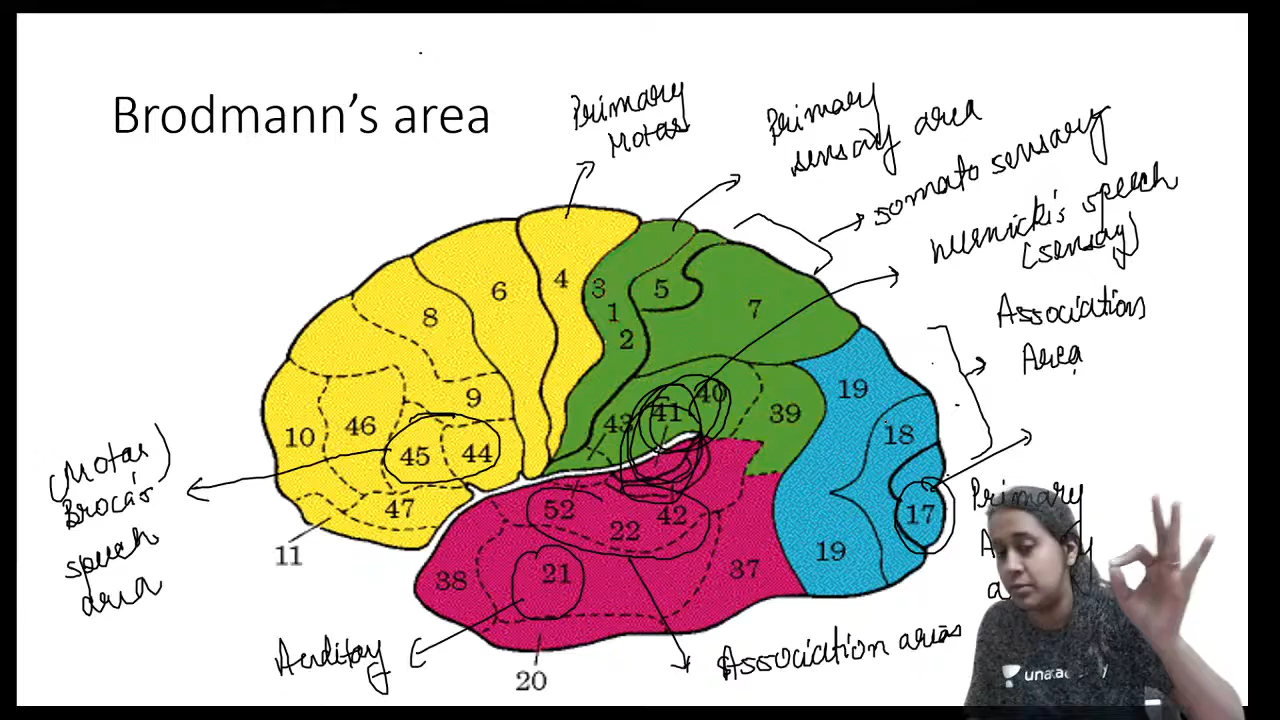 Brodmann's area
Primary
Motor
Primary
sensory area
somato sensory
speech
(sensory)
Association
Area
Primary
(Motor)
Broca's
speech
area
Auditory
Association areas
4
6
8
3
1
2
5
7
9
10
46
45
44
47
11
43
41
40
39
19
18
17
19
52
22
42
21
38
37
20
unacademy